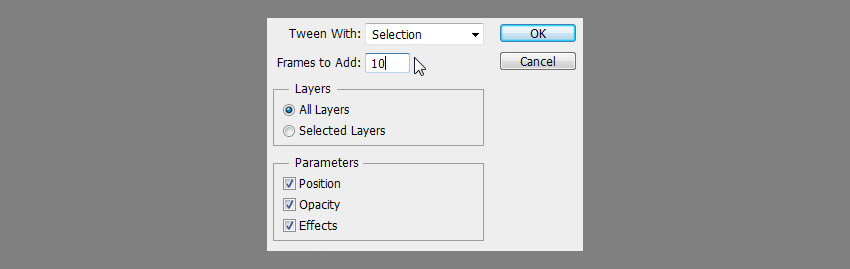 Tween With: Selection OK
Frames to Add: 10 Cancel
Layers
All Layers
Selected Layers
Parameters
Position
Opacity
Effects